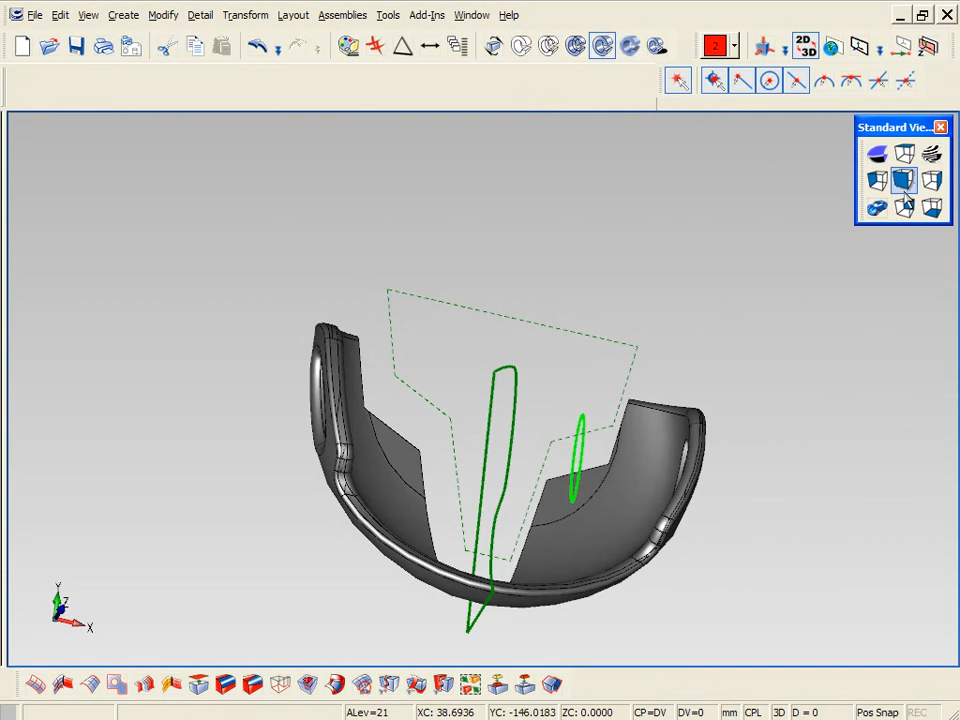 File Edit View Create Modify Detail Transform Layout Assemblies Tools Add-Ins Window Help
2
2D
3D
Standard Vie...
Y
Z
X
ALev=21 XC: 38.6936 YC: -146.0183 ZC: 0.0000 CP=DV DV=0 mm CPL 3D D = 0 Pos Snap REC